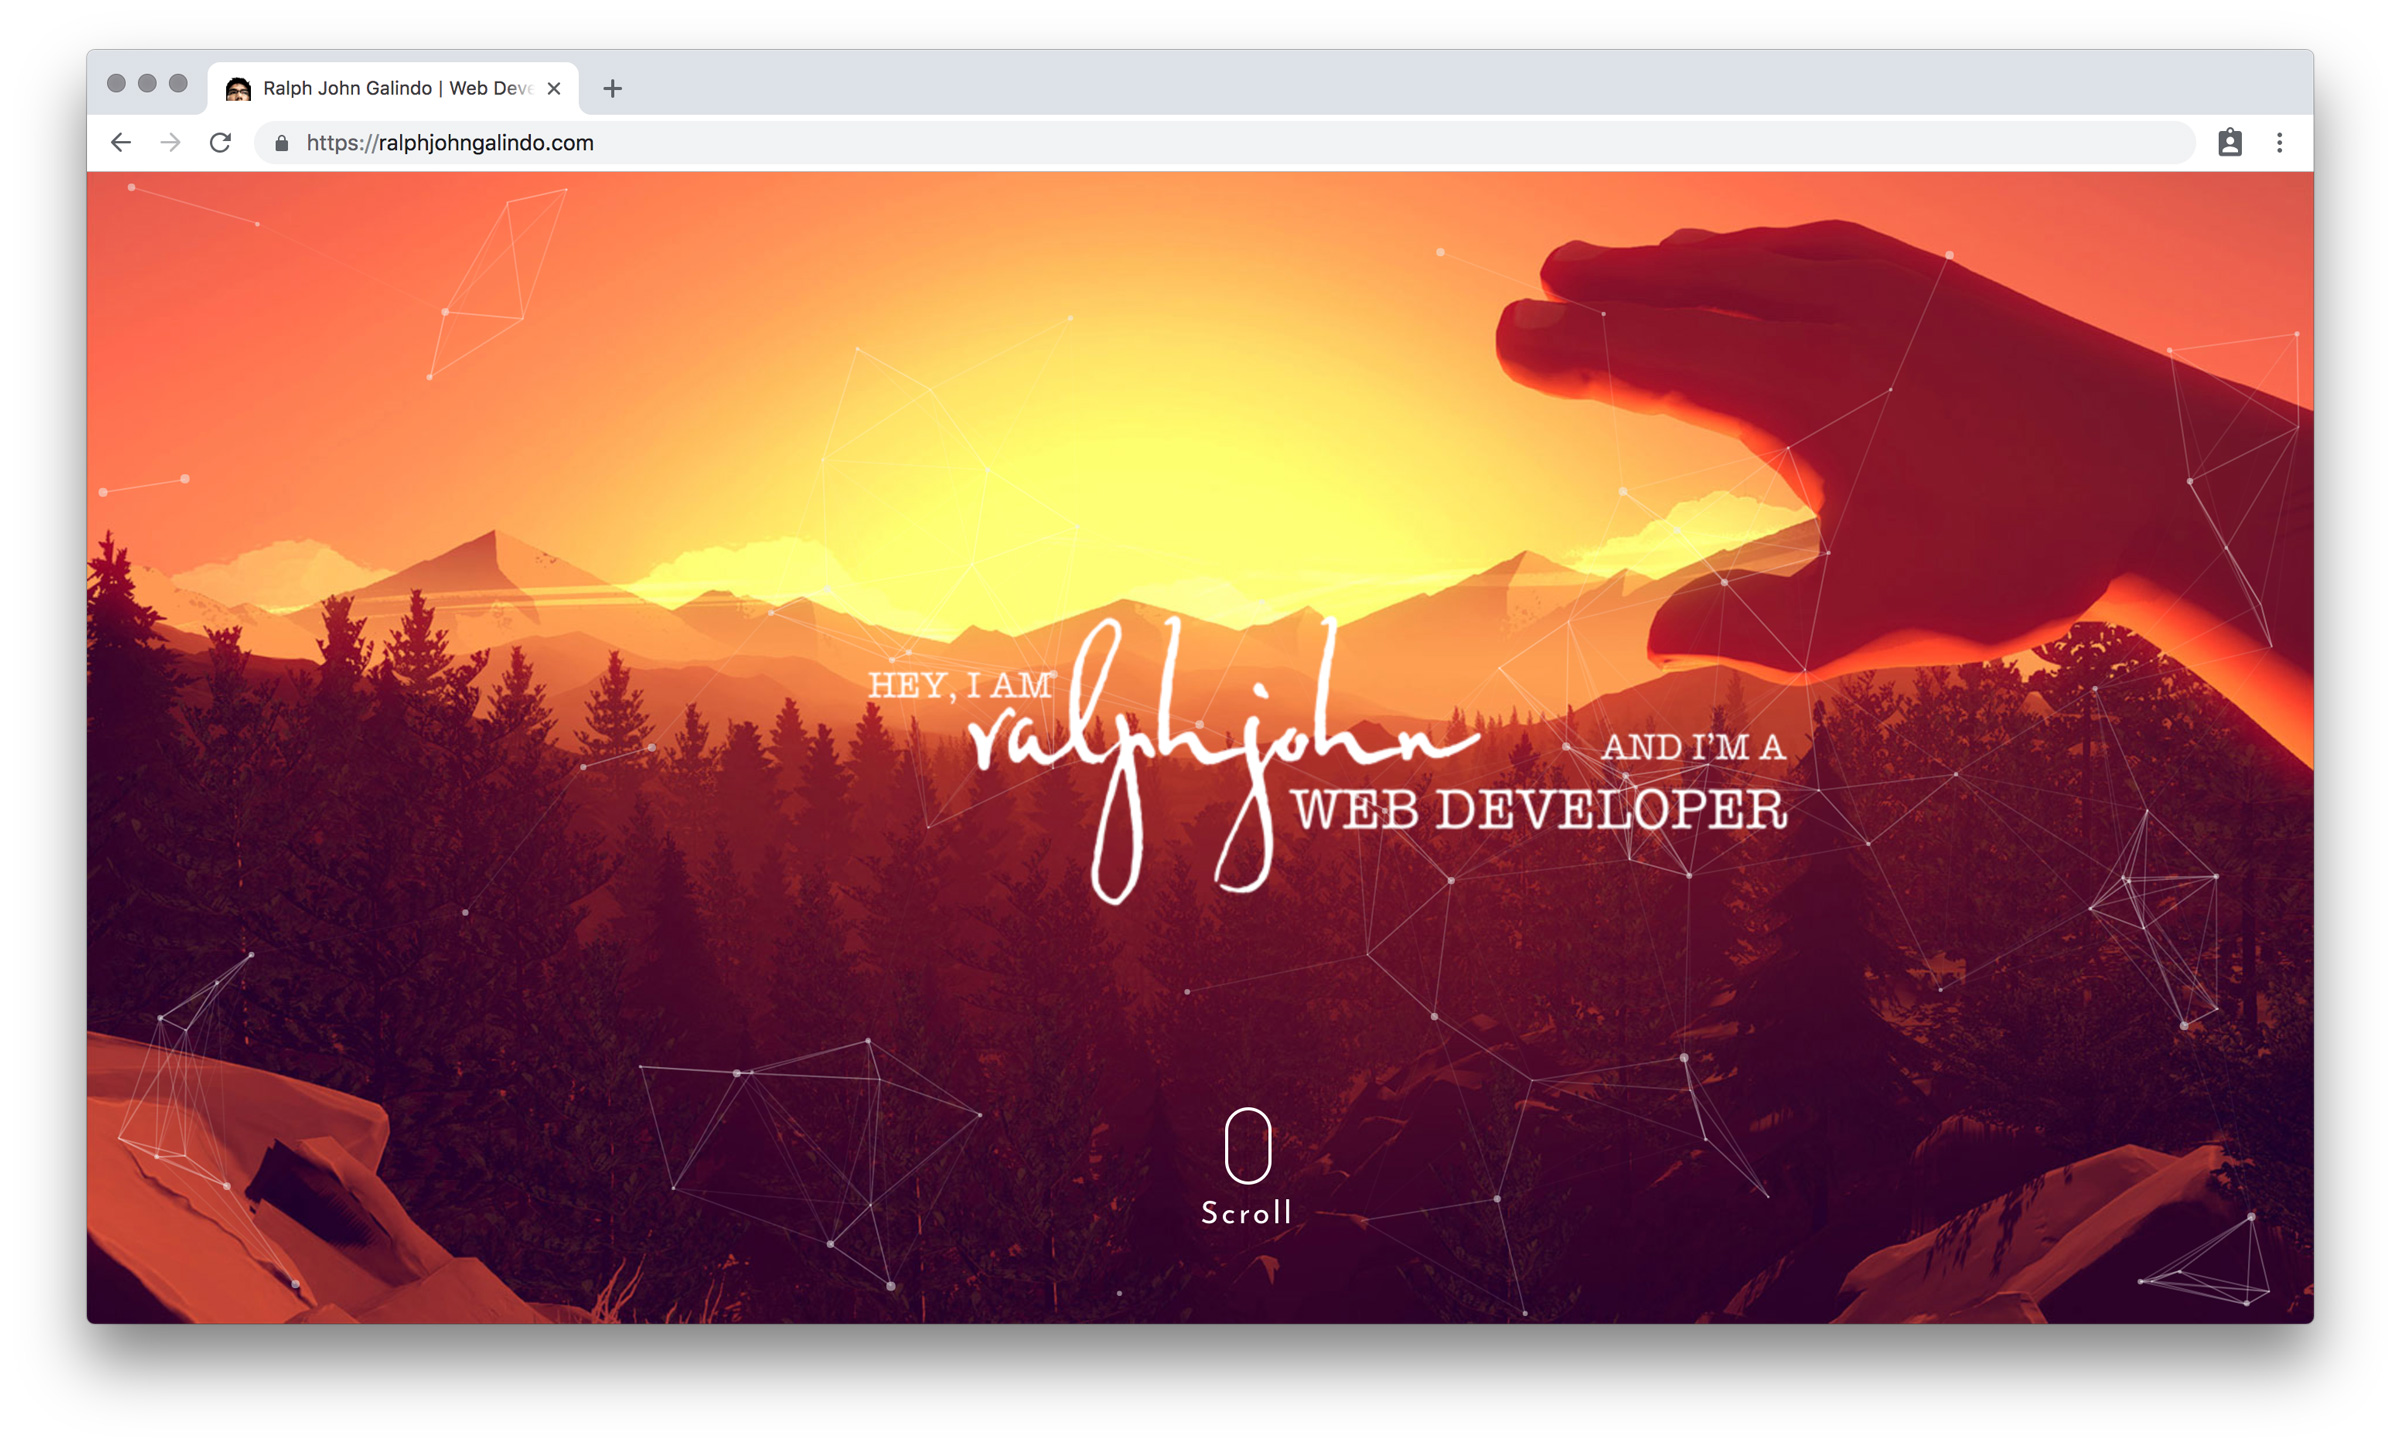 Ralph John Galindo | Web Deve
https://ralphjohngalindo.com
HEY, I AM
ralphjohn
AND I'M A
WEB DEVELOPER
Scroll